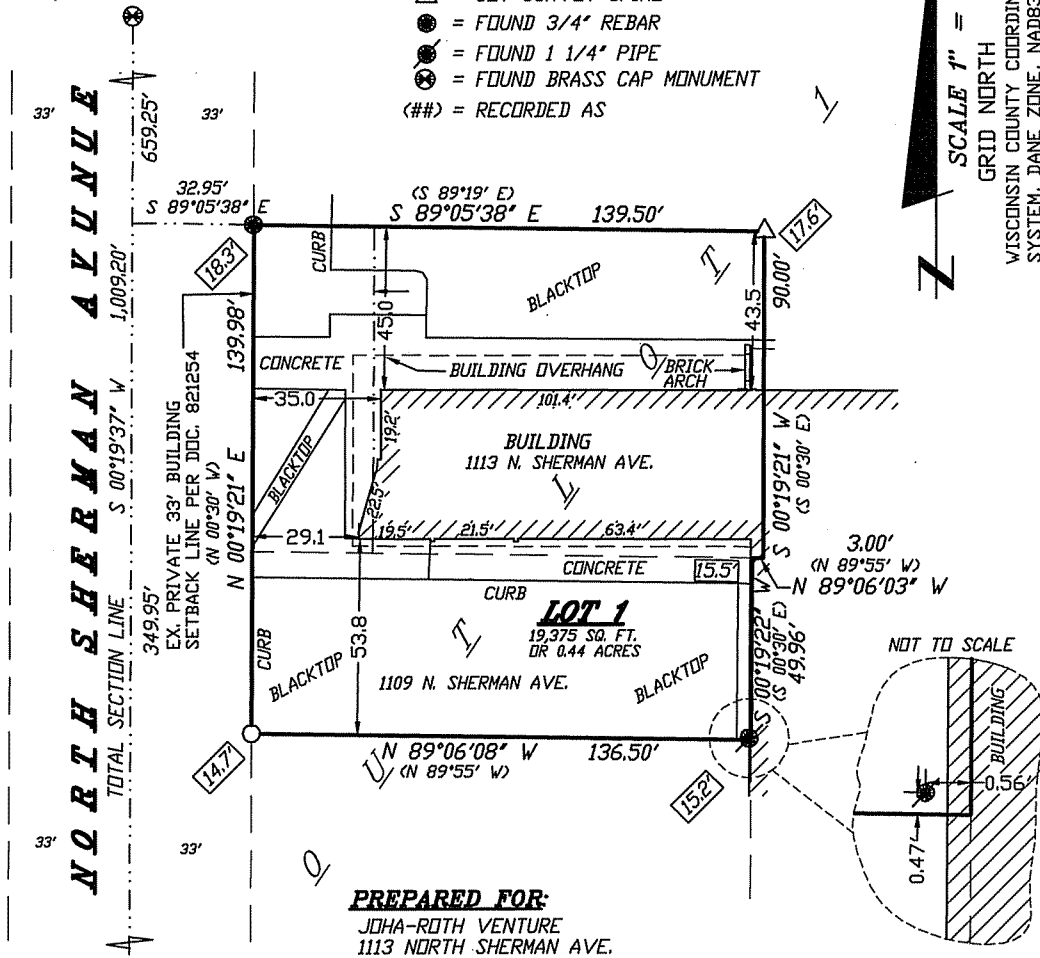 = FOUND 3/4" REBAR
= FOUND 1 1/4" PIPE
= FOUND BRASS CAP MONUMENT
(##) = RECORDED AS
SCALE 1" =
GRID NORTH
WISCONSIN COUNTY COORDIN
SYSTEM, DANE ZONE, NAD83
Z
NORTH SHERMAN AVUNUE
33'
33'
659.25'
1,009.20'
S 00°19'37" W
TOTAL SECTION LINE
349.95'
33'
33'
32.95'
S 89°05'38" E
(S 89°19' E)
S 89°05'38" E 139.50'
17.6'
18.3'
139.98'
EX. PRIVATE 33' BUILDING
SETBACK LINE PER DOC. 821254
(N 00°30' W)
N 00°19'21" E
CURB
BLACKTOP
45.0
43.5
90.00'
CONCRETE
BUILDING OVERHANG
BRICK
ARCH
35.0
101.4'
19.2'
BUILDING
1113 N. SHERMAN AVE.
BLACKTOP
22.5'
29.1
19.5'
21.5'
63.4'
S 00°19'21" W
(S 00°30' E)
CONCRETE
15.5'
3.00'
(N 89°55' W)
N 89°06'03" W
CURB
LOT 1
19,375 SQ. FT.
OR 0.44 ACRES
53.8
CURB
BLACKTOP
1109 N. SHERMAN AVE.
BLACKTOP
S 00°19'22" W
(S 00°30' E)
49.96'
N 89°06'08" W 136.50'
(N 89°55' W)
14.7'
15.2'
NOT TO SCALE
BUILDING
0.56'
0.47'
O U T L O T 1
PREPARED FOR:
JOHA-ROTH VENTURE
1113 NORTH SHERMAN AVE.